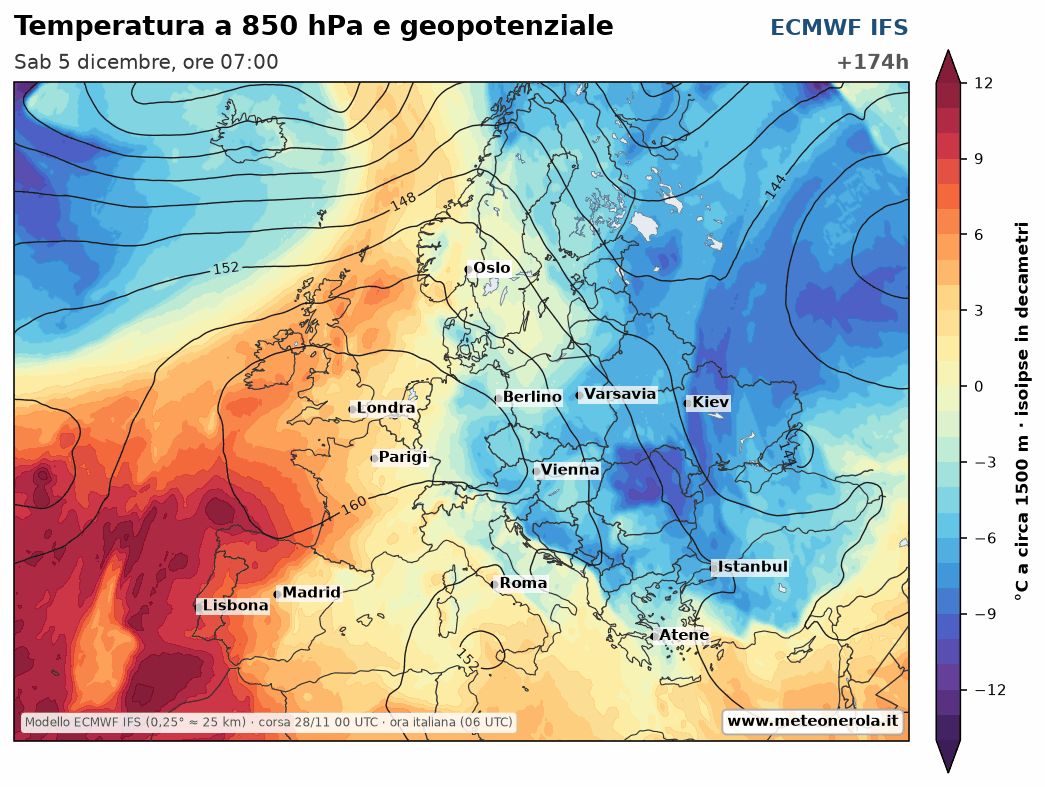 Temperatura a 850 hPa e geopotenziale
ECMWF IFS
Sab 5 dicembre, ore 07:00
+174h
148
144
152
Oslo
Berlino
Varsavia
Kiev
Londra
144
Parigi
Vienna
160
Istanbul
Roma
Madrid
Lisbona
Atene
152
Modello ECMWF IFS (0,25° ≈ 25 km) · corsa 28/11 00 UTC · ora italiana (06 UTC)
www.meteonerola.it
12
9
6
3
0
−3
−6
−9
−12
°C a circa 1500 m · isoipse in decametri